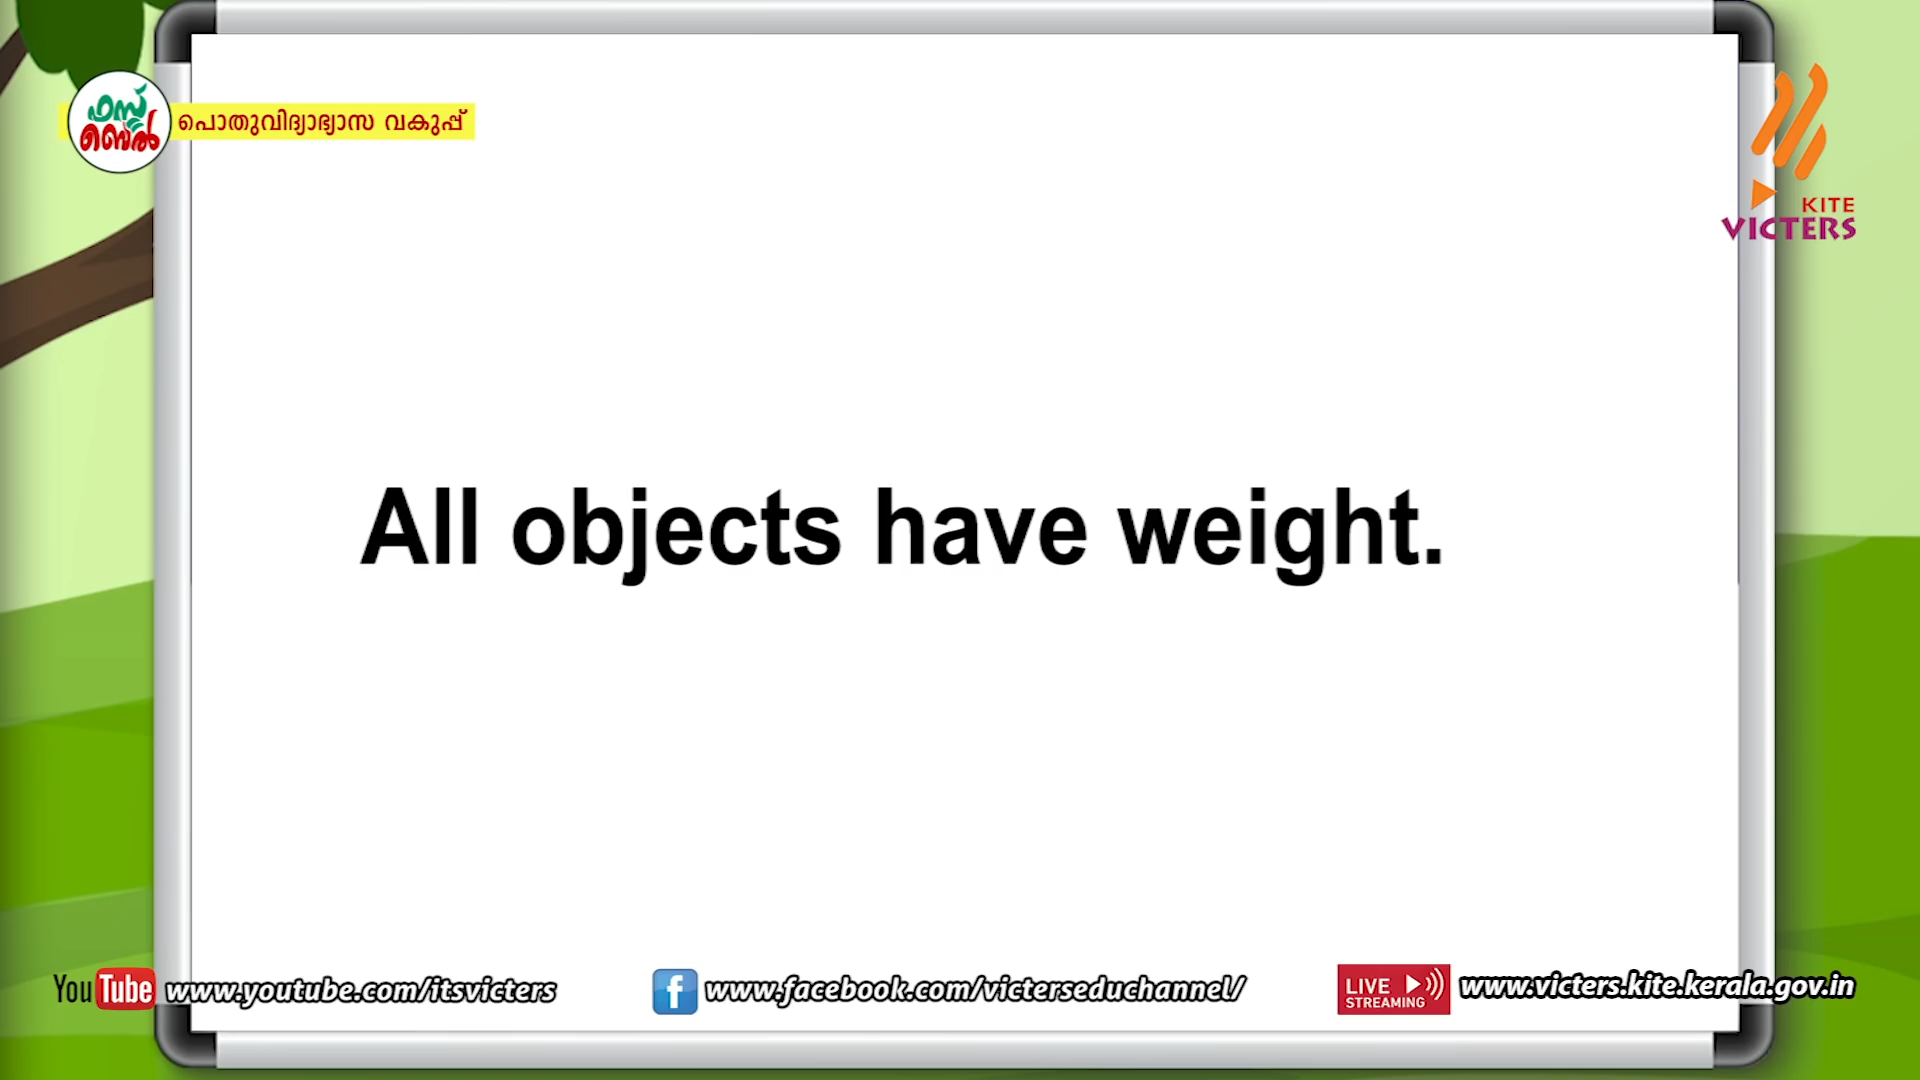 ഫസ്റ്റ്
ബെൽ
പൊതുവിദ്യാഭ്യാസ വകുപ്പ്
KITE
VICTERS
All objects have weight.
YouTube www.youtube.com/itsvicters
f www.facebook.com/victerseduchannel/
LIVE
STREAMING
www.victers.kite.kerala.gov.in